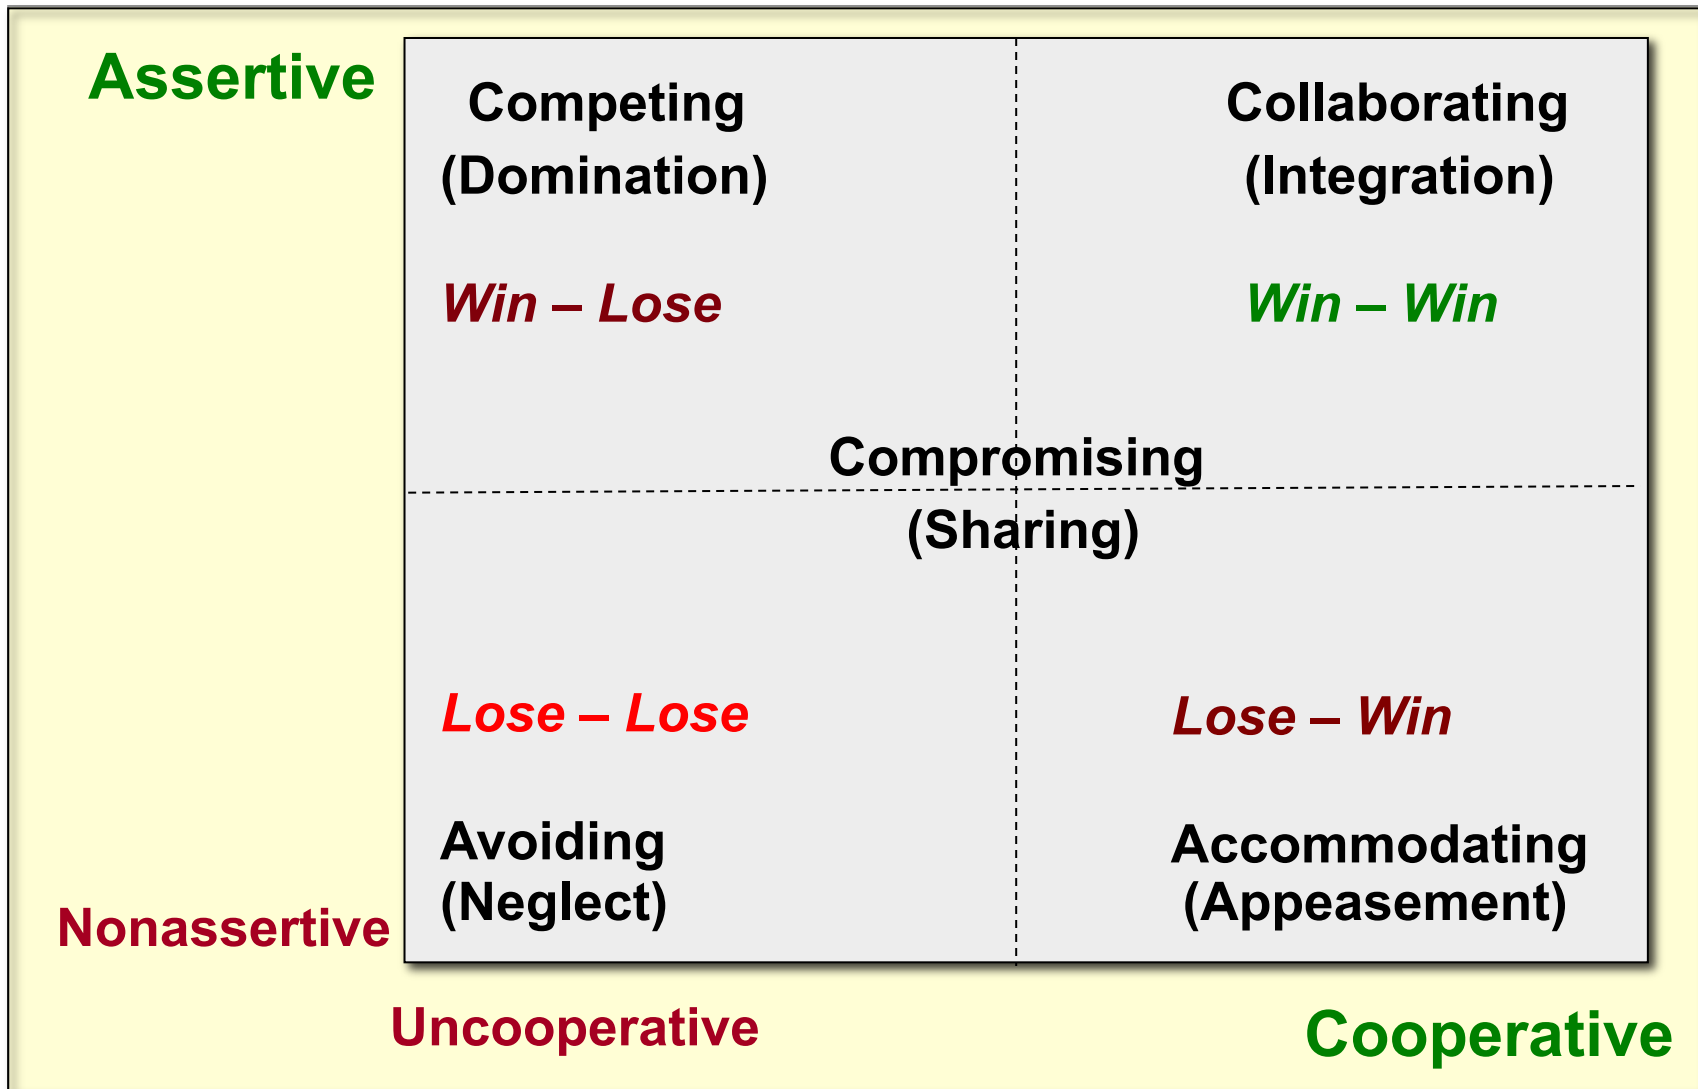 Assertive
Competing
(Domination)
Collaborating
(Integration)
Win – Lose
Win – Win
Compromising
(Sharing)
Lose – Lose
Lose – Win
Avoiding
(Neglect)
Accommodating
(Appeasement)
Nonassertive
Uncooperative
Cooperative